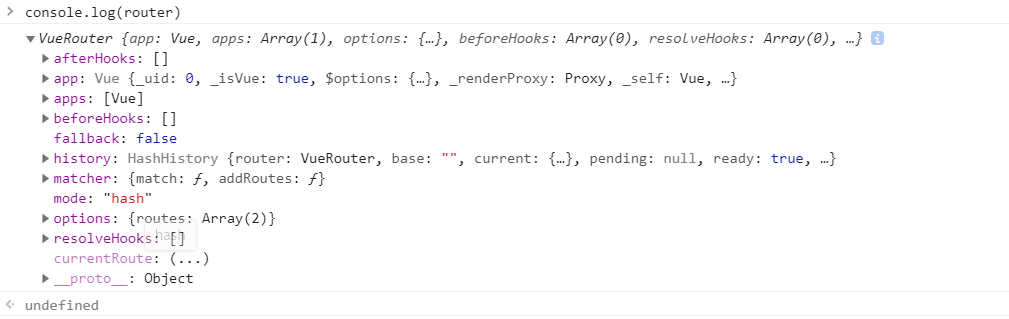 console.log(router)
VueRouter {app: Vue, apps: Array(1), options: {…}, beforeHooks: Array(0), resolveHooks: Array(0), …} i
afterHooks: []
app: Vue {_uid: 0, _isVue: true, $options: {…}, _renderProxy: Proxy, _self: Vue, …}
apps: [Vue]
beforeHooks: []
fallback: false
history: HashHistory {router: VueRouter, base: "", current: {…}, pending: null, ready: true, …}
matcher: {match: ƒ, addRoutes: ƒ}
mode: "hash"
options: {routes: Array(2)}
resolveHooks: []
hash
currentRoute: (...)
__proto__: Object
undefined